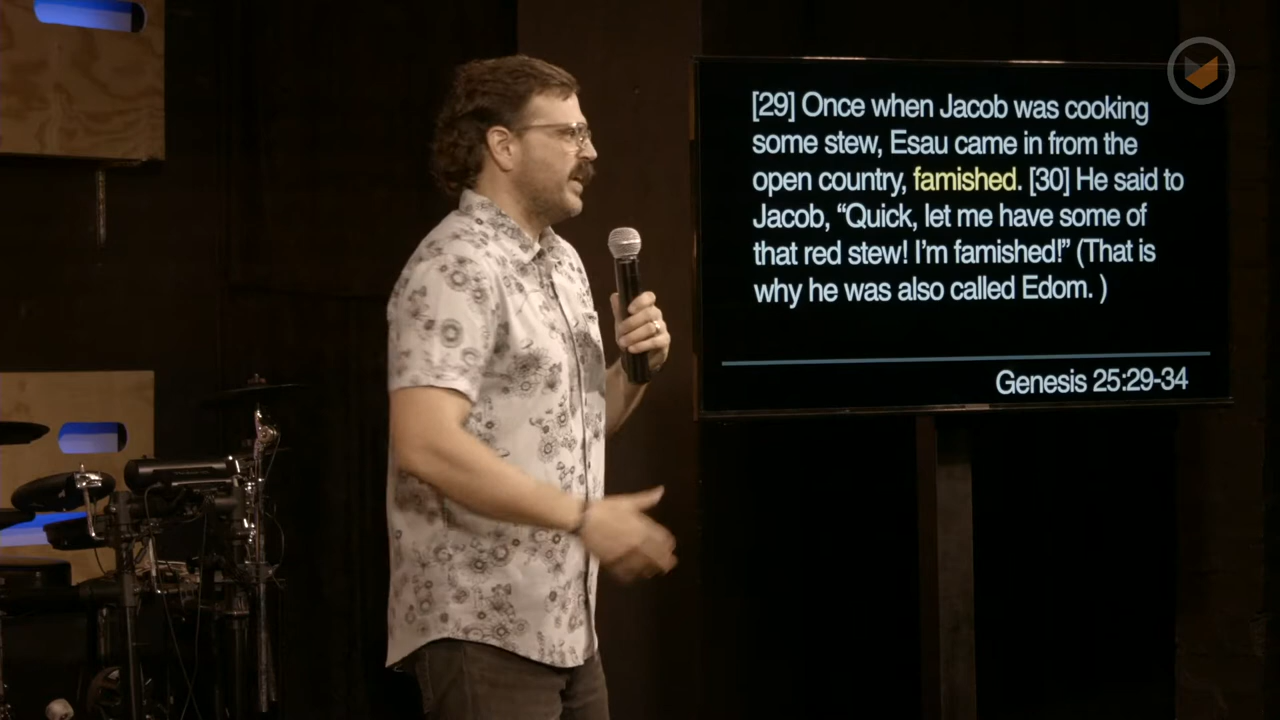 [29] Once when Jacob was cooking
some stew, Esau came in from the
open country, famished. [30] He said to
Jacob, “Quick, let me have some of
that red stew! I’m famished!” (That is
why he was also called Edom. )
Genesis 25:29-34